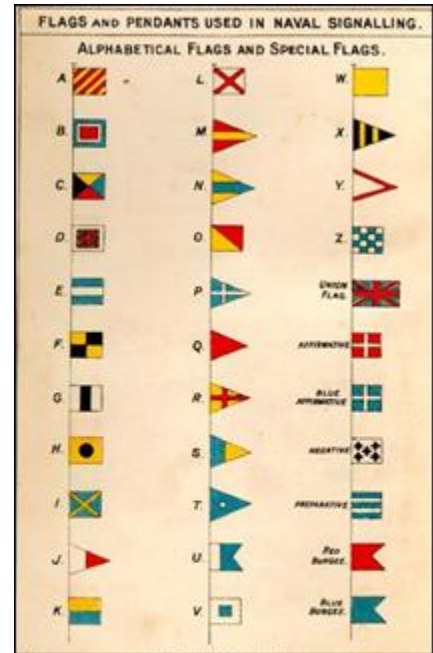 FLAGS AND PENDANTS USED IN NAVAL SIGNALLING.
ALPHABETICAL FLAGS AND SPECIAL FLAGS.
A.
B.
C.
D.
E.
F.
G.
H.
I.
J.
K.
L.
M.
N.
O.
P.
Q.
R.
S.
T.
U.
V.
W.
X.
Y.
Z.
UNION
FLAG.
AFFIRMATIVE
BLUE
AFFIRMATIVE
NEGATIVE
PREPARATIVE
RED
BURGEE.
BLUE
BURGEE.